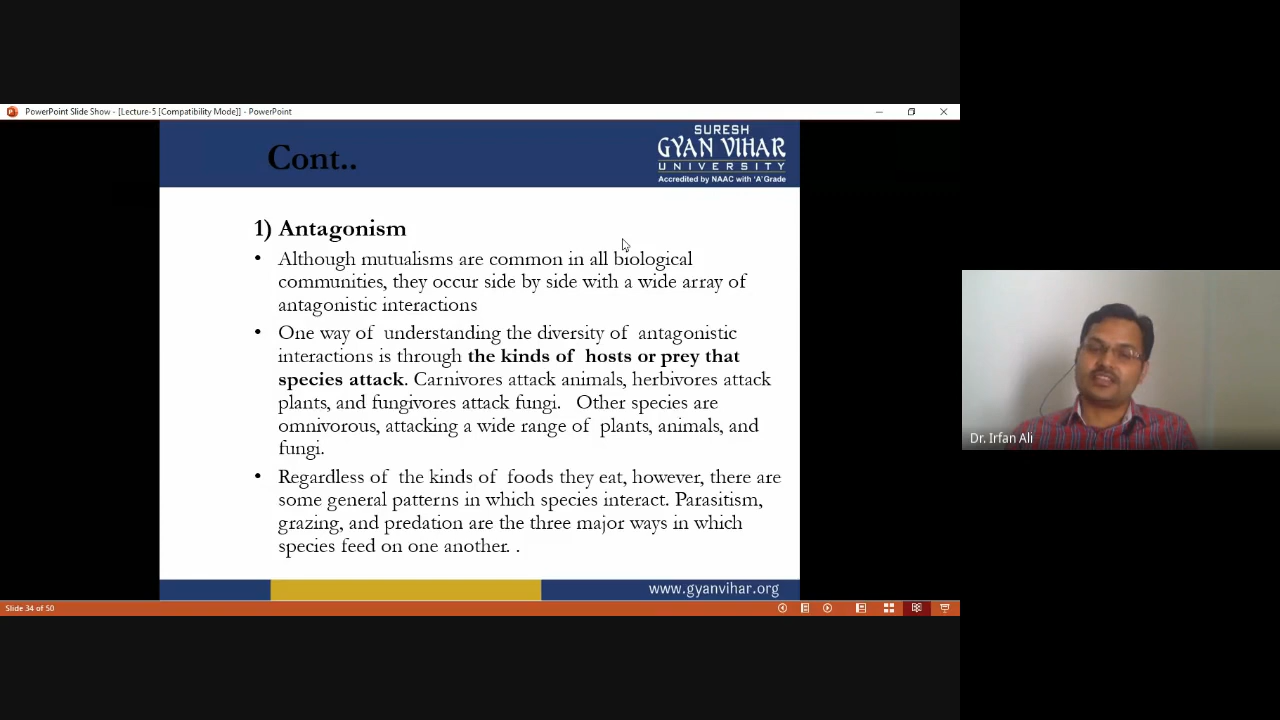 PowerPoint Slide Show - [Lecture-5 [Compatibility Mode]] - PowerPoint
Cont..
SURESH
GYAN VIHAR
UNIVERSITY
Accredited by NAAC with 'A' Grade
1) Antagonism
• Although mutualisms are common in all biological
communities, they occur side by side with a wide array of
antagonistic interactions
• One way of understanding the diversity of antagonistic
interactions is through the kinds of hosts or prey that
species attack. Carnivores attack animals, herbivores attack
plants, and fungivores attack fungi. Other species are
omnivorous, attacking a wide range of plants, animals, and
fungi.
• Regardless of the kinds of foods they eat, however, there are
some general patterns in which species interact. Parasitism,
grazing, and predation are the three major ways in which
species feed on one another. .
www.gyanvihar.org
Slide 34 of 50
Dr. Irfan Ali